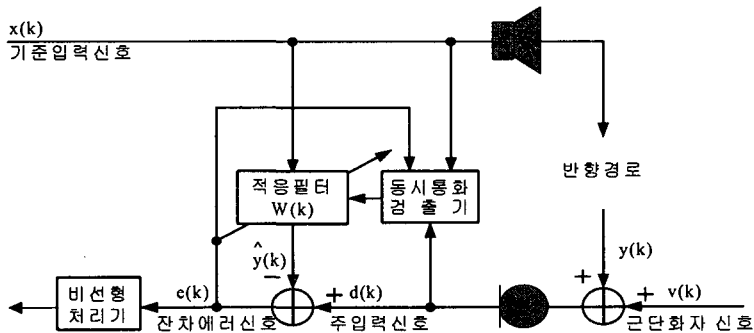 x(k)
기준입력신호
적응필터
W(k)
동시통화
검 출 기
반향경로
^
y(k)
−
y(k)
비선형
처리기
e(k)
잔차에러신호
+
d(k)
주입력신호
+
+
v(k)
근단화자 신호